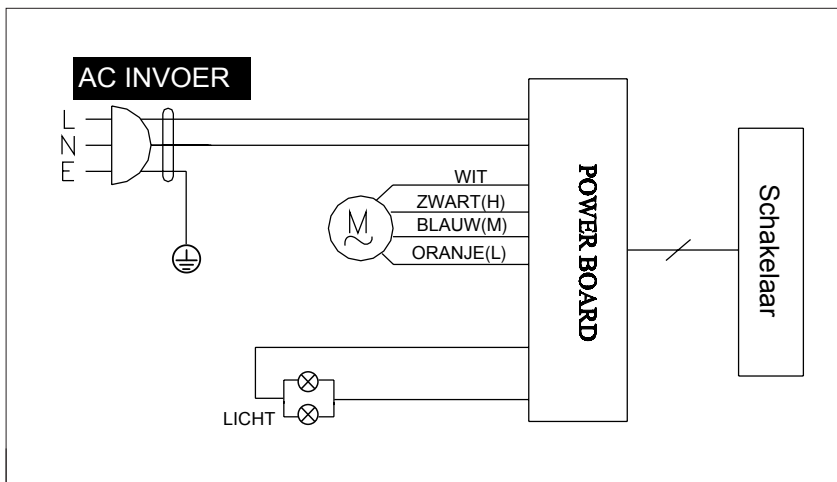 AC INVOER
L
N
E
WIT
ZWART(H)
BLAUW(M)
ORANJE(L)
M
POWER BOARD
Schakelaar
LICHT